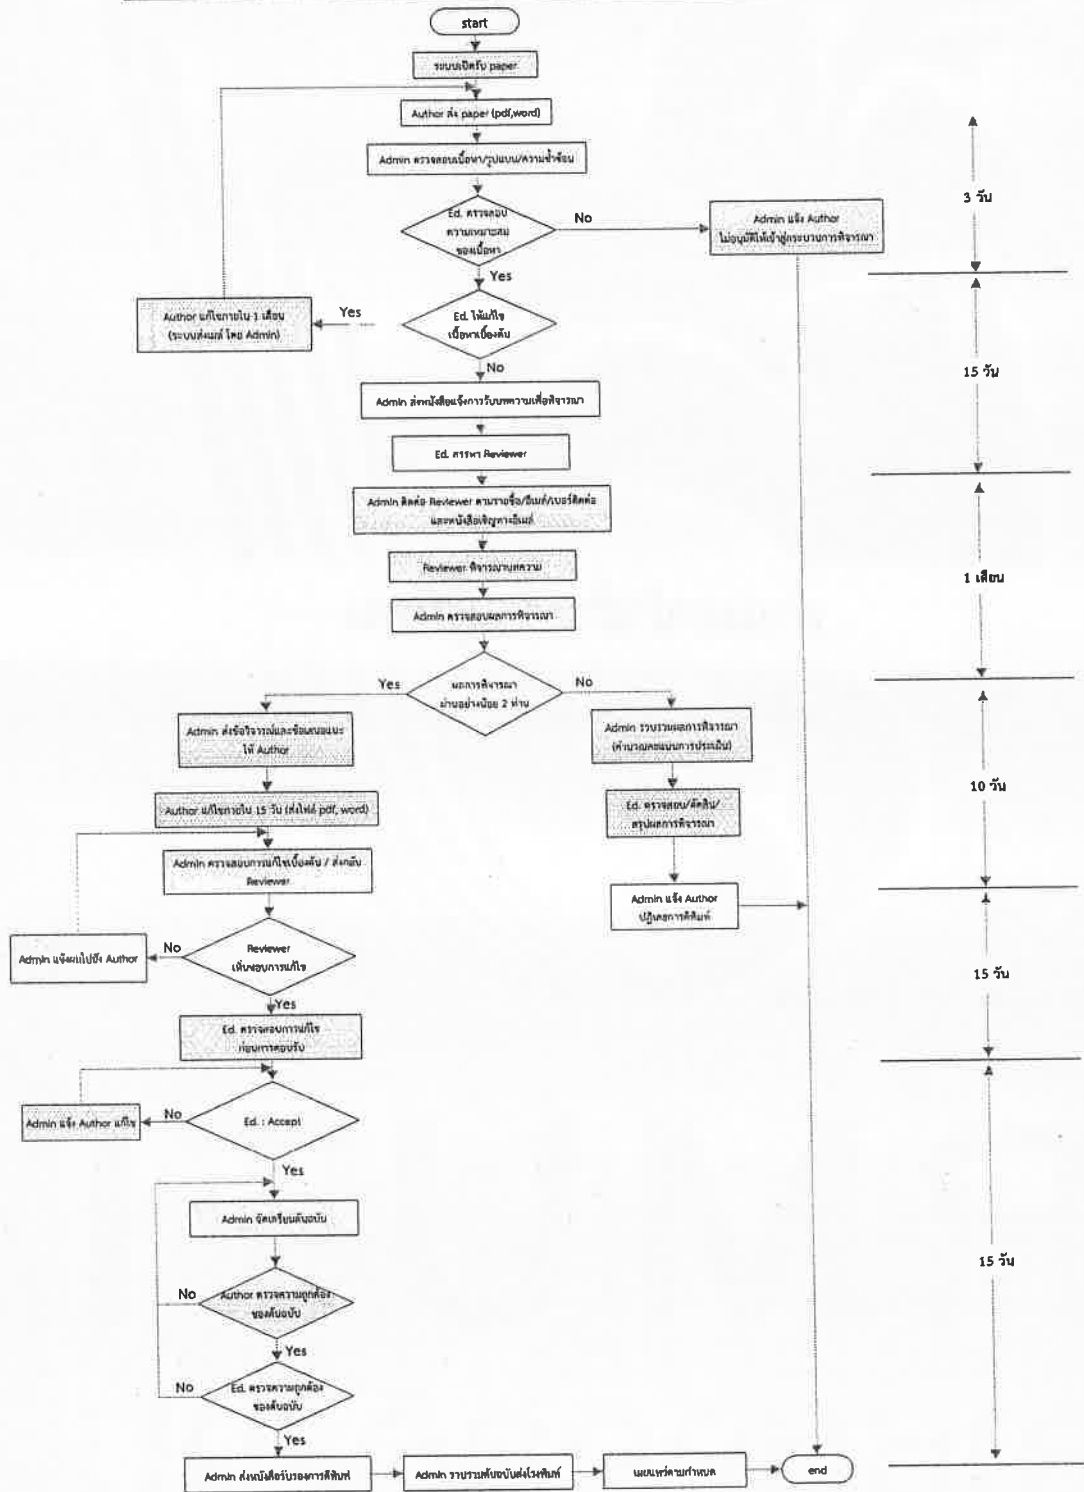 start
ระบบเปิดรับ paper
Author ส่ง paper (pdf,word)
Admin ตรวจสอบเนื้อหา/รูปแบบ/ความซ้ำซ้อน
3 วัน
Ed. ตรวจสอบ
ความเหมาะสม
ของเนื้อหา
No
Admin แจ้ง Author
ไม่อนุมัติให้เข้าสู่กระบวนการพิจารณา
Yes
Author แก้ไขภายใน 1 เดือน
(ระบบส่งเมล์ โดย Admin)
Yes
Ed. ให้แก้ไข
เนื้อหาเบื้องต้น
No
15 วัน
Admin ส่งหนังสือแจ้งการรับบทความเพื่อพิจารณา
Ed. สรรหา Reviewer
Admin ติดต่อ Reviewer ตามรายชื่อ/อีเมล์/เบอร์ติดต่อ
และหนังสือเชิญทางอีเมล์
Reviewer พิจารณาบทความ
1 เดือน
Admin ตรวจสอบผลการพิจารณา
Yes
ผลการพิจารณา
ผ่านอย่างน้อย 2 ท่าน
No
Admin ส่งข้อวิจารณ์และข้อเสนอแนะ
ให้ Author
Admin รวบรวมผลการพิจารณา
(คำนวณคะแนนการประเมิน)
10 วัน
Author แก้ไขภายใน 15 วัน (ส่งไฟล์ pdf, word)
Ed. ตรวจสอบ/ตัดสิน/
สรุปผลการพิจารณา
Admin ตรวจสอบการแก้ไขเบื้องต้น / ส่งกลับ
Reviewer
Admin แจ้ง Author
ปฏิเสธการตีพิมพ์
Admin แจ้งผลไปยัง Author
No
Reviewer
เห็นชอบการแก้ไข
15 วัน
Yes
Ed. ตรวจสอบการแก้ไข
ก่อนการตอบรับ
Admin แจ้ง Author แก้ไข
No
Ed. : Accept
Yes
Admin จัดเตรียมต้นฉบับ
15 วัน
No
Author ตรวจความถูกต้อง
ของต้นฉบับ
Yes
No
Ed. ตรวจความถูกต้อง
ของต้นฉบับ
Yes
Admin ส่งหนังสือรับรองการตีพิมพ์
Admin รวบรวมต้นฉบับส่งโรงพิมพ์
เผยแพร่ตามกำหนด
end